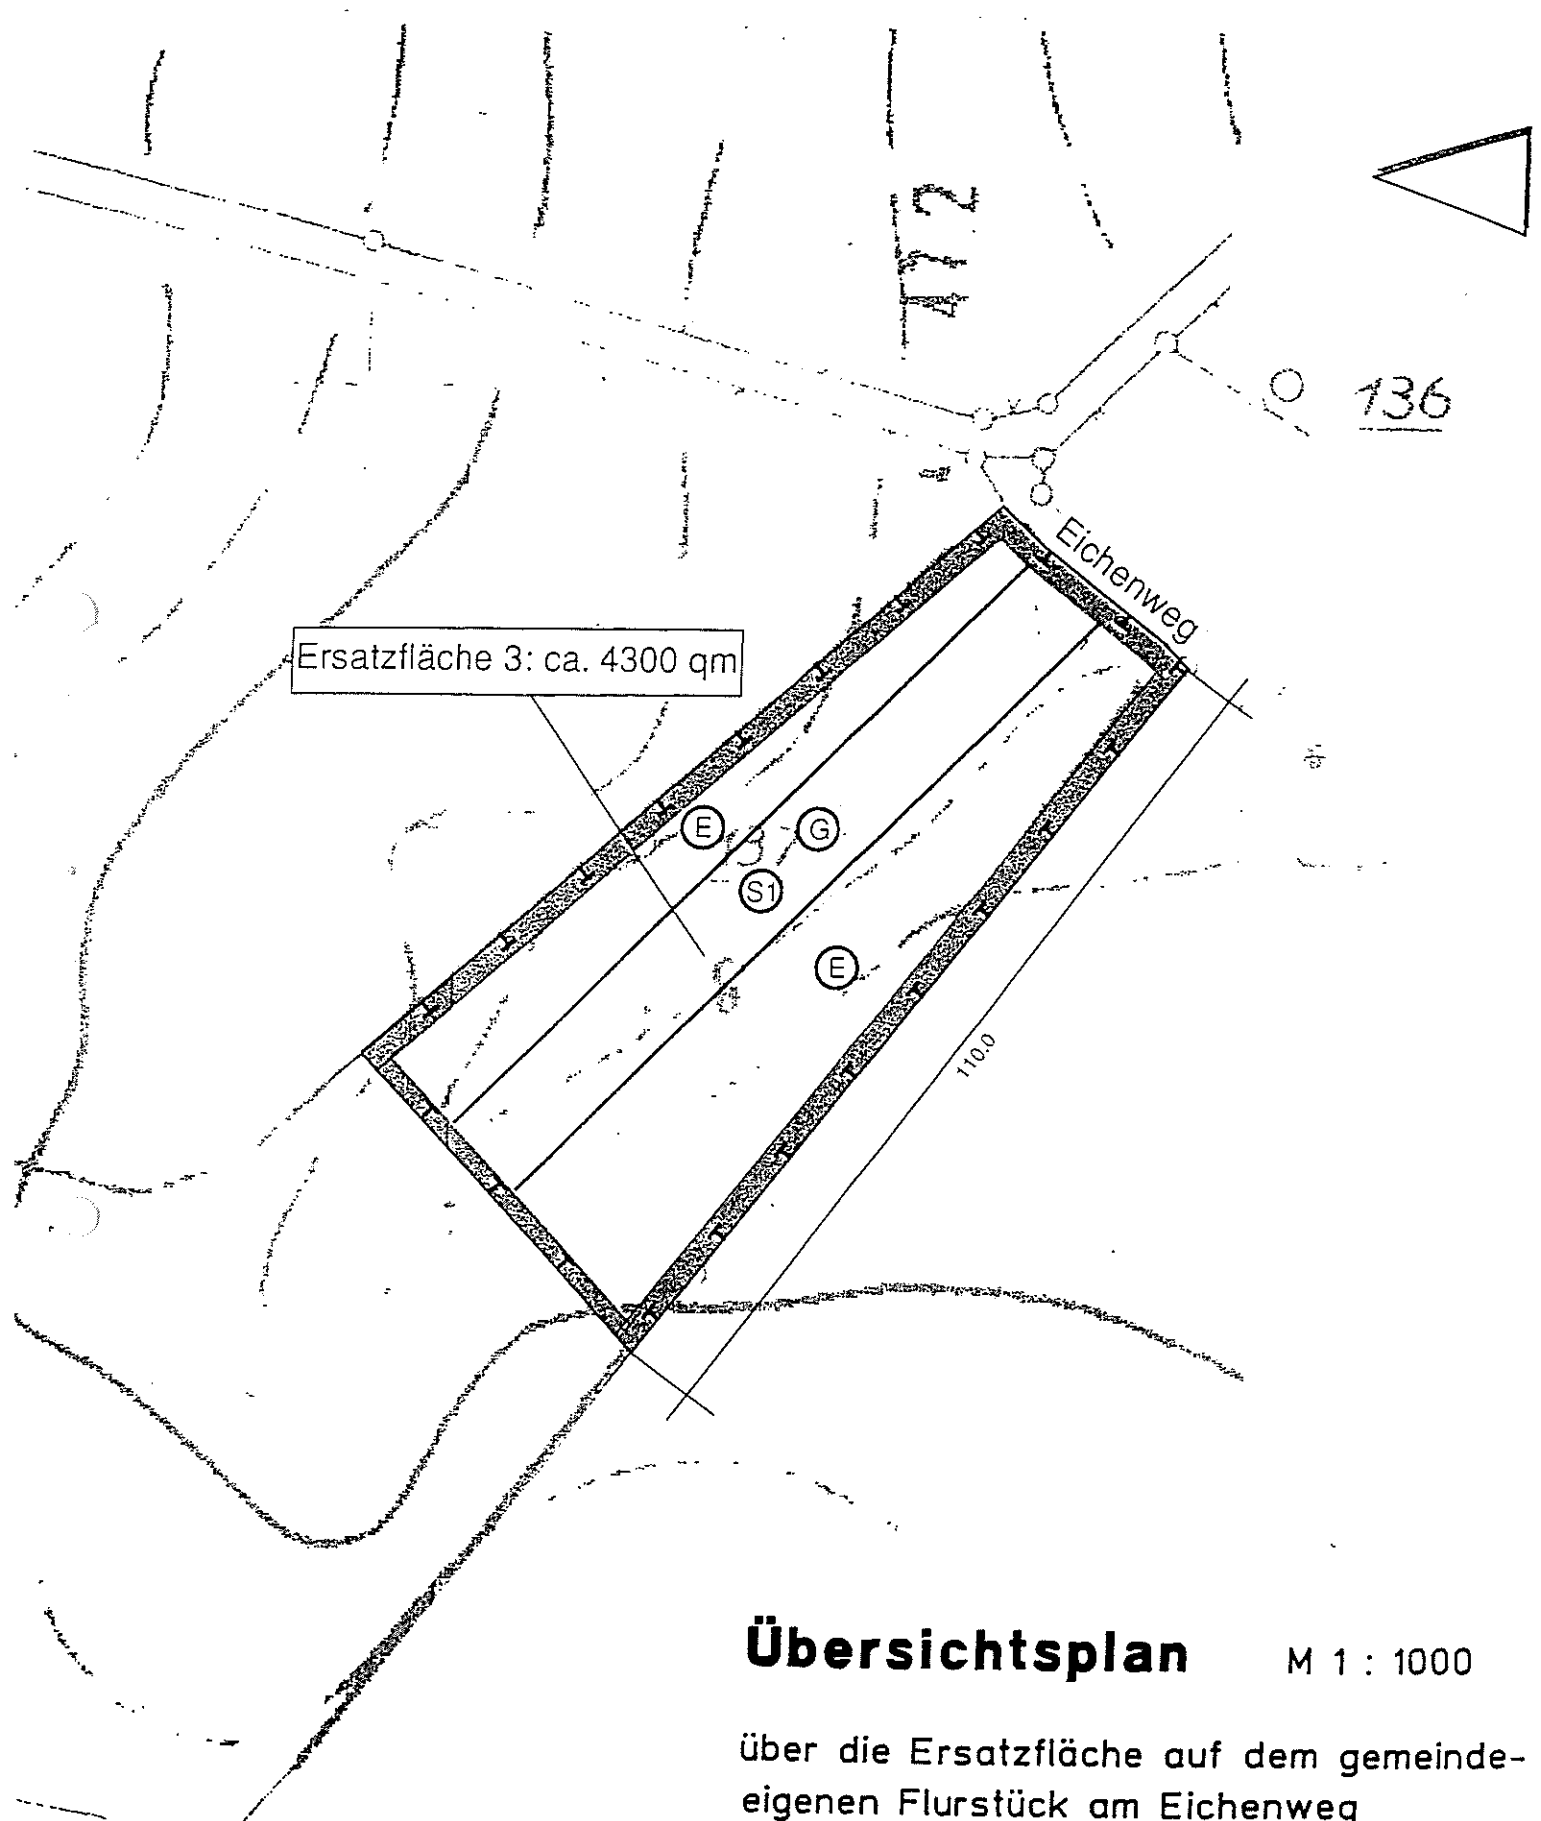 4172
136
Eichenweg
Ersatzfläche 3: ca. 4300 qm
E
G
S1
E
110.0
Übersichtsplan M 1 : 1000
über die Ersatzfläche auf dem gemeinde-
eigenen Flurstück am Eichenweg